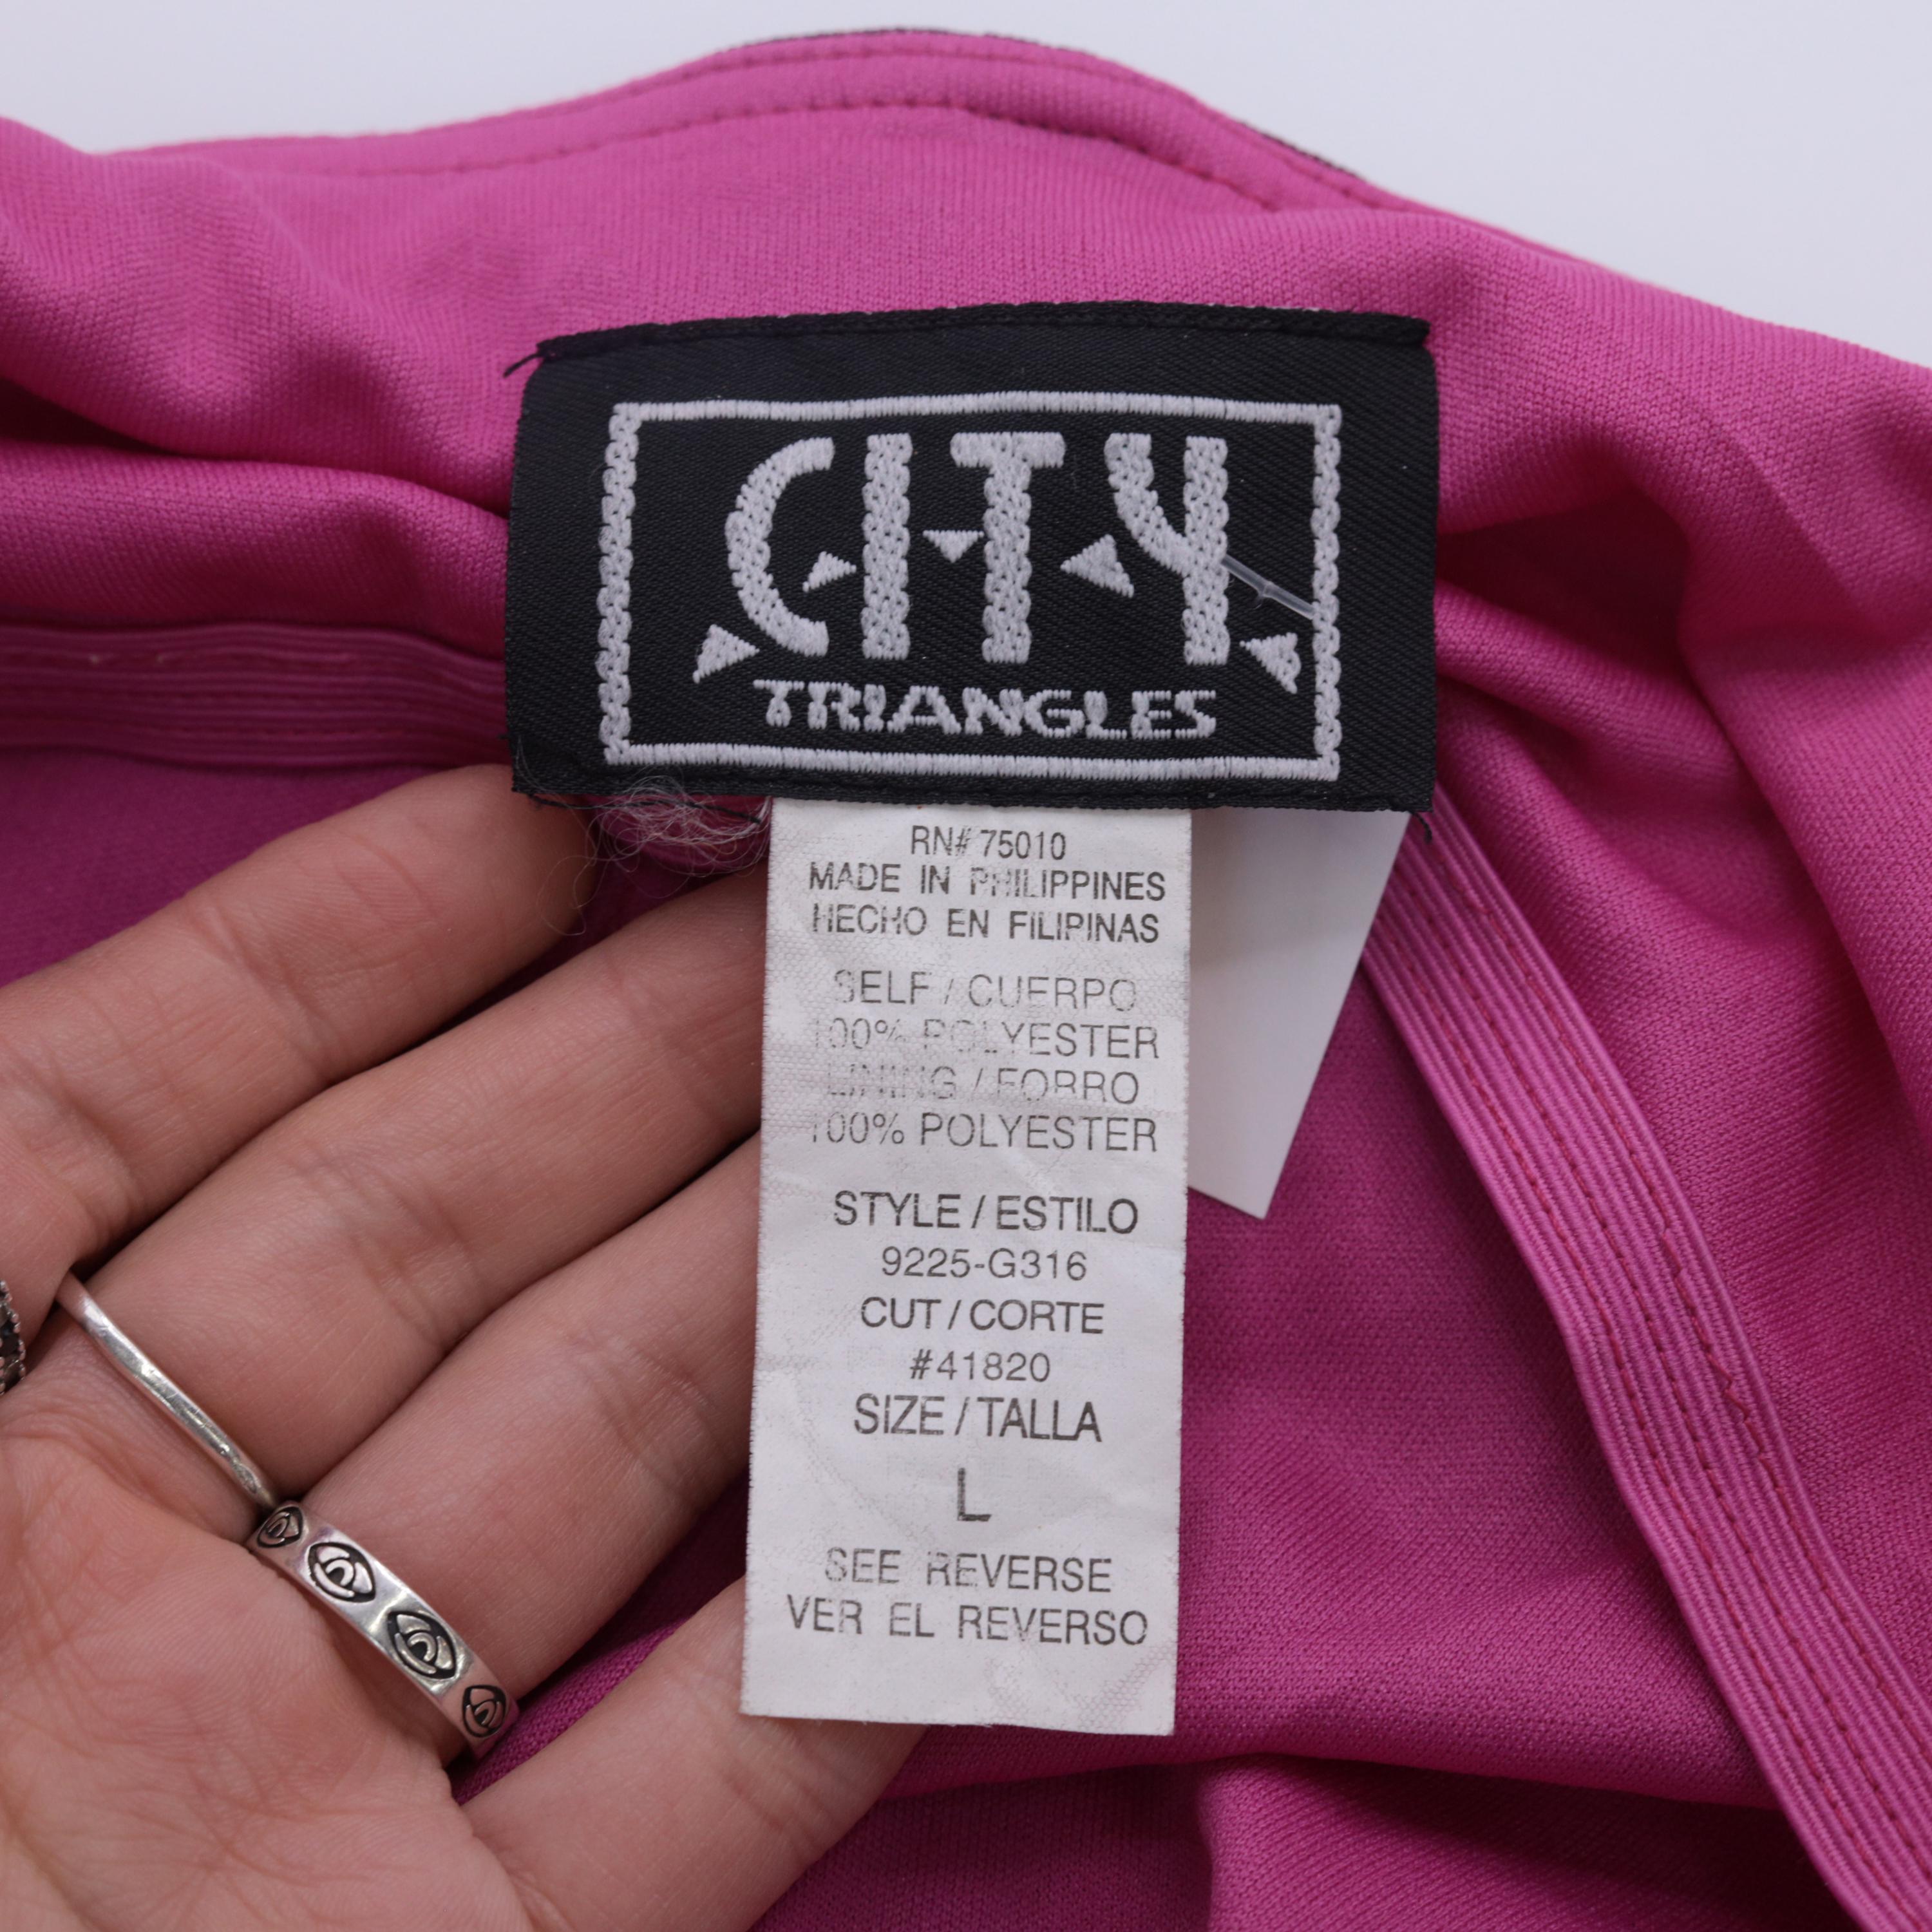 CITY
TRIANGLES
RN# 75010
MADE IN PHILIPPINES
HECHO EN FILIPINAS
SELF / CUERPO
100% POLYESTER
LINING / FORRO
100% POLYESTER
STYLE / ESTILO
9225-G316
CUT / CORTE
#41820
SIZE / TALLA
L
SEE REVERSE
VER EL REVERSO